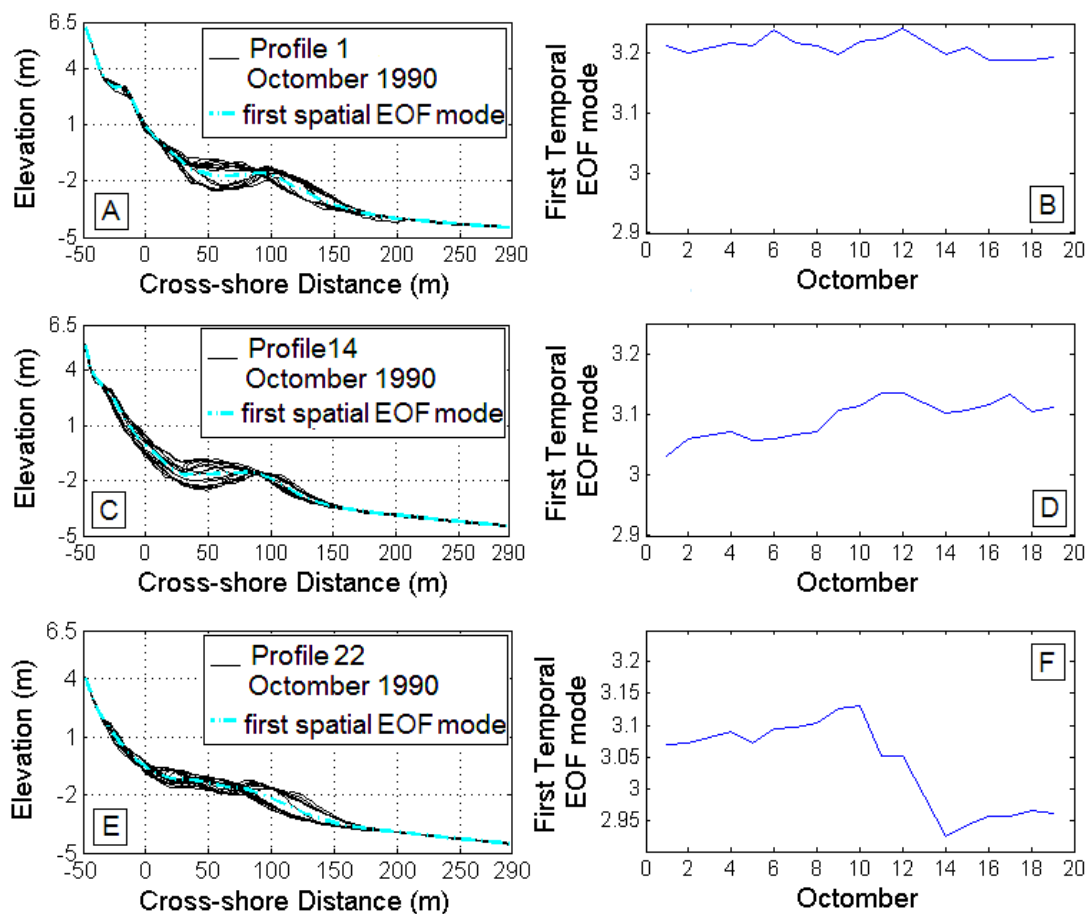 6.5
4
1
-2
-5
Elevation (m)
A
Profile 1
Octomber 1990
first spatial EOF mode
-50 0 50 100 150 200 250 290
Cross-shore Distance (m)
3.2
3.1
3
2.9
First Temporal
EOF mode
B
0 2 4 6 8 10 12 14 16 18 20
Octomber
6.5
4
1
-2
-5
Elevation (m)
C
Profile14
Octomber 1990
first spatial EOF mode
-50 0 50 100 150 200 250 290
Cross-shore Distance (m)
3.2
3.1
3
2.9
First Temporal
EOF mode
D
0 2 4 6 8 10 12 14 16 18 20
Octomber
6.5
4
1
-2
-5
Elevation (m)
E
Profile 22
Octomber 1990
first spatial EOF mode
-50 0 50 100 150 200 250 290
Cross-shore Distance (m)
3.2
3.15
3.1
3.05
3
2.95
First Temporal
EOF mode
F
0 2 4 6 8 10 12 14 16 18 20
Octomber